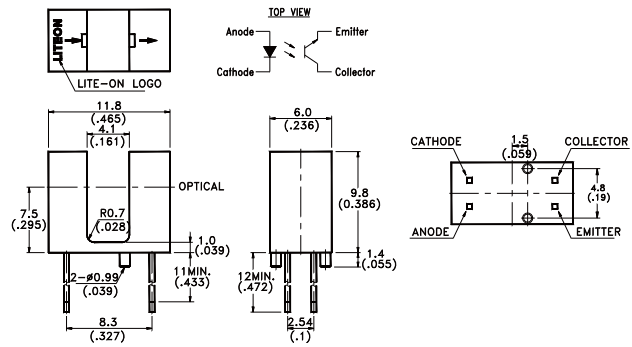 TOP VIEW
LITEON
Anode
Emitter
Cathode
Collector
LITE-ON LOGO
11.8
(.465)
4.1
(.161)
6.0
(.236)
CATHODE
1.5
(.059)
COLLECTOR
OPTICAL
7.5
(.295)
R0.7
(.028)
9.8
(0.386)
4.8
(.19)
ANODE
EMITTER
1.0
(.039)
1.4
(.055)
2-ø0.99
(.039)
11MIN.
(.433)
12MIN.
(.472)
8.3
(.327)
2.54
(.1)